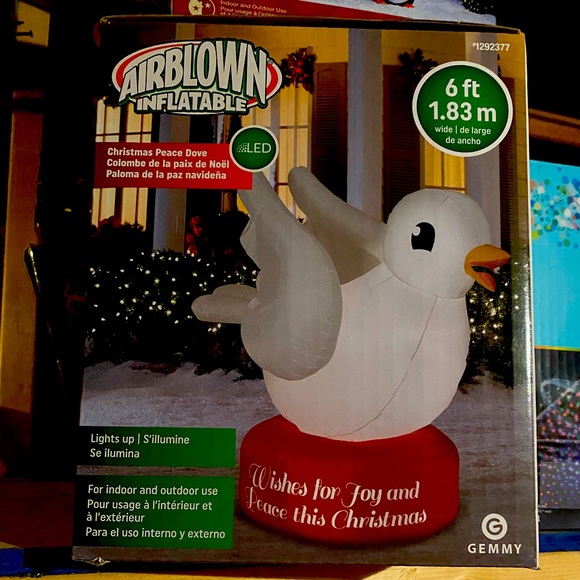 Indoor and Outdoor Use
#1292377
AIRBLOWN®
INFLATABLE
6 ft
1.83 m
wide | de large
de ancho
LED
Christmas Peace Dove
Colombe de la paix de Noël
Paloma de la paz navideña
Lights up | S'illumine
Se ilumina
For indoor and outdoor use
Pour usage à l'intérieur et
à l'extérieur
Para el uso interno y externo
Wishes for Joy and
Peace this Christmas
G
GEMMY